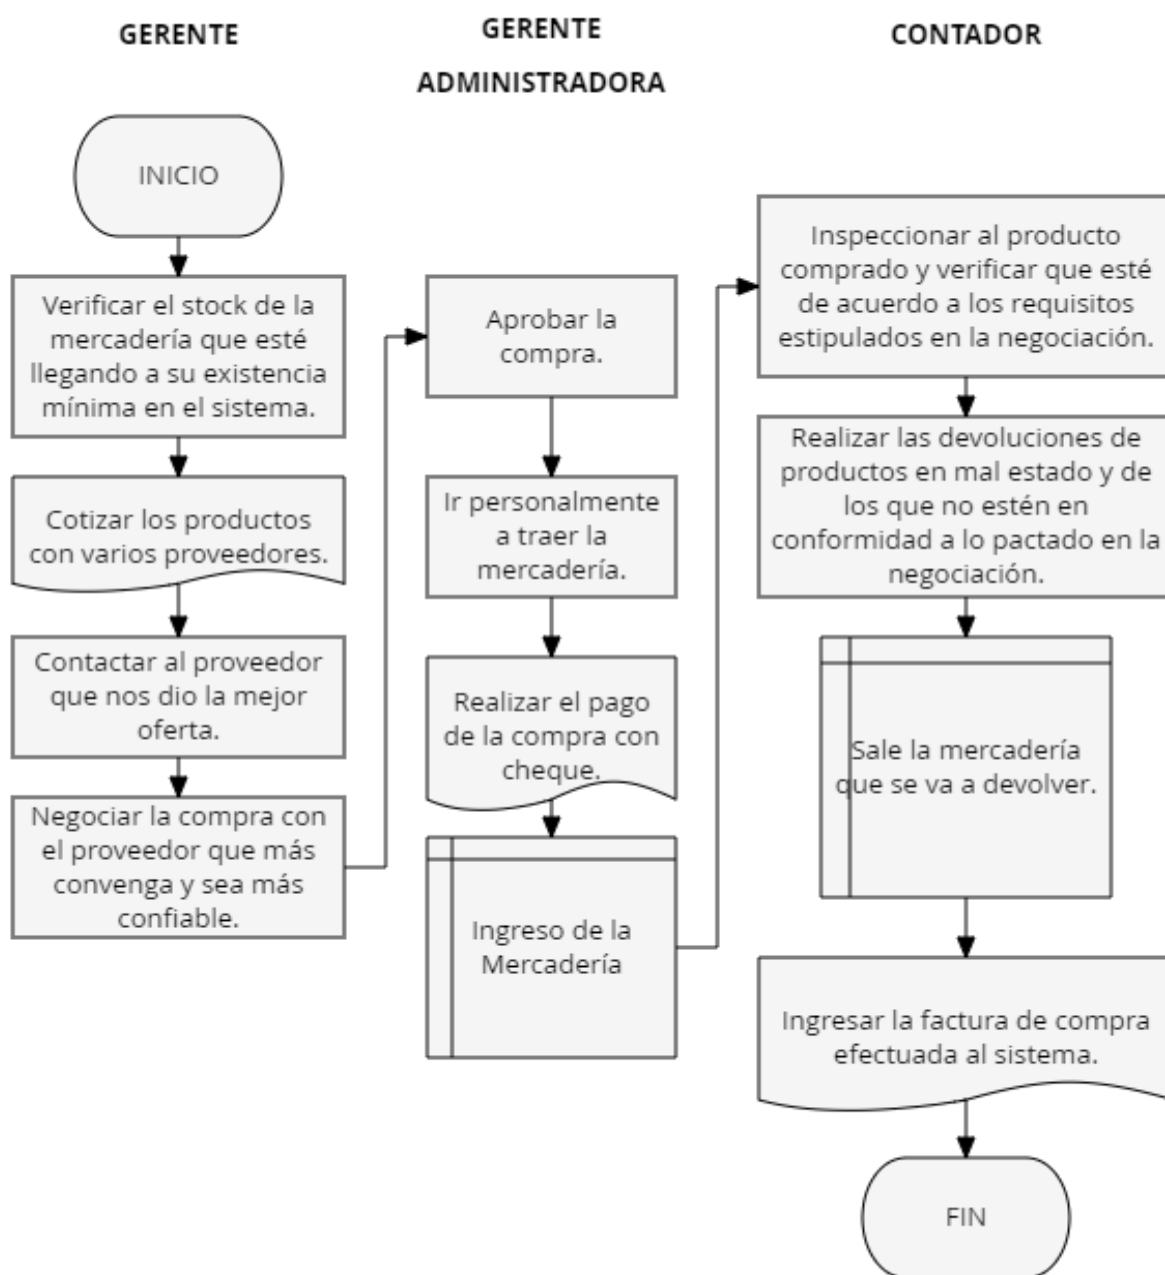 GERENTE
INICIO
Verificar el stock de la
mercadería que esté
llegando a su existencia
mínima en el sistema.
Cotizar los productos
con varios proveedores.
Contactar al proveedor
que nos dio la mejor
oferta.
Negociar la compra con
el proveedor que más
convenga y sea más
confiable.
GERENTE
ADMINISTRADORA
Aprobar la
compra.
Ir personalmente
a traer la
mercadería.
Realizar el pago
de la compra con
cheque.
Ingreso de la
Mercadería
CONTADOR
Inspeccionar al producto
comprado y verificar que esté
de acuerdo a los requisitos
estipulados en la negociación.
Realizar las devoluciones de
productos en mal estado y de
los que no estén en
conformidad a lo pactado en la
negociación.
Sale la mercadería
que se va a devolver.
Ingresar la factura de compra
efectuada al sistema.
FIN